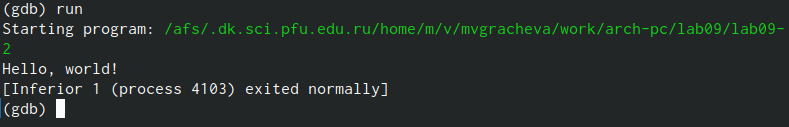 (gdb) run
Starting program: /afs/.dk.sci.pfu.edu.ru/home/m/v/mvgracheva/work/arch-pc/lab09/lab09-
2
Hello, world!
[Inferior 1 (process 4103) exited normally]
(gdb)